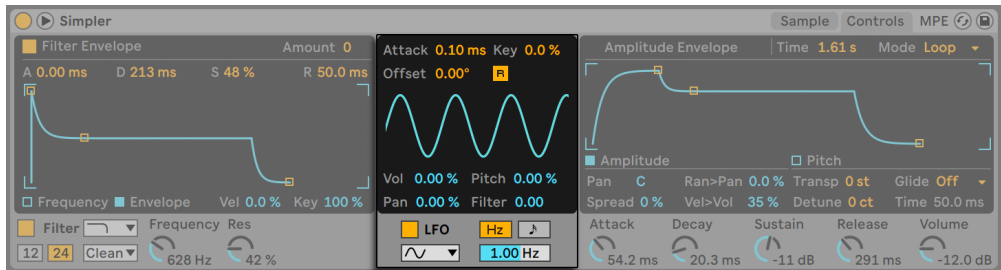 Simpler Sample Controls MPE
Filter Envelope Amount 0
A 0.00 ms D 213 ms S 48 % R 50.0 ms
Frequency Envelope Vel 0.0 % Key 100 %
Filter Frequency Res
12 24 Clean 628 Hz 42 %
Attack 0.10 ms Key 0.0 %
Offset 0.00° R
Vol 0.00 % Pitch 0.00 %
Pan 0.00 % Filter 0.00
LFO Hz ♪
1.00 Hz
Amplitude Envelope Time 1.61 s Mode Loop
Amplitude Pitch
Pan C Ran>Pan 0.0 % Transp 0 st Glide Off
Spread 0 % Vel>Vol 35 % Detune 0 ct Time 50.0 ms
Attack Decay Sustain Release Volume
54.2 ms 20.3 ms -11 dB 291 ms -12.0 dB